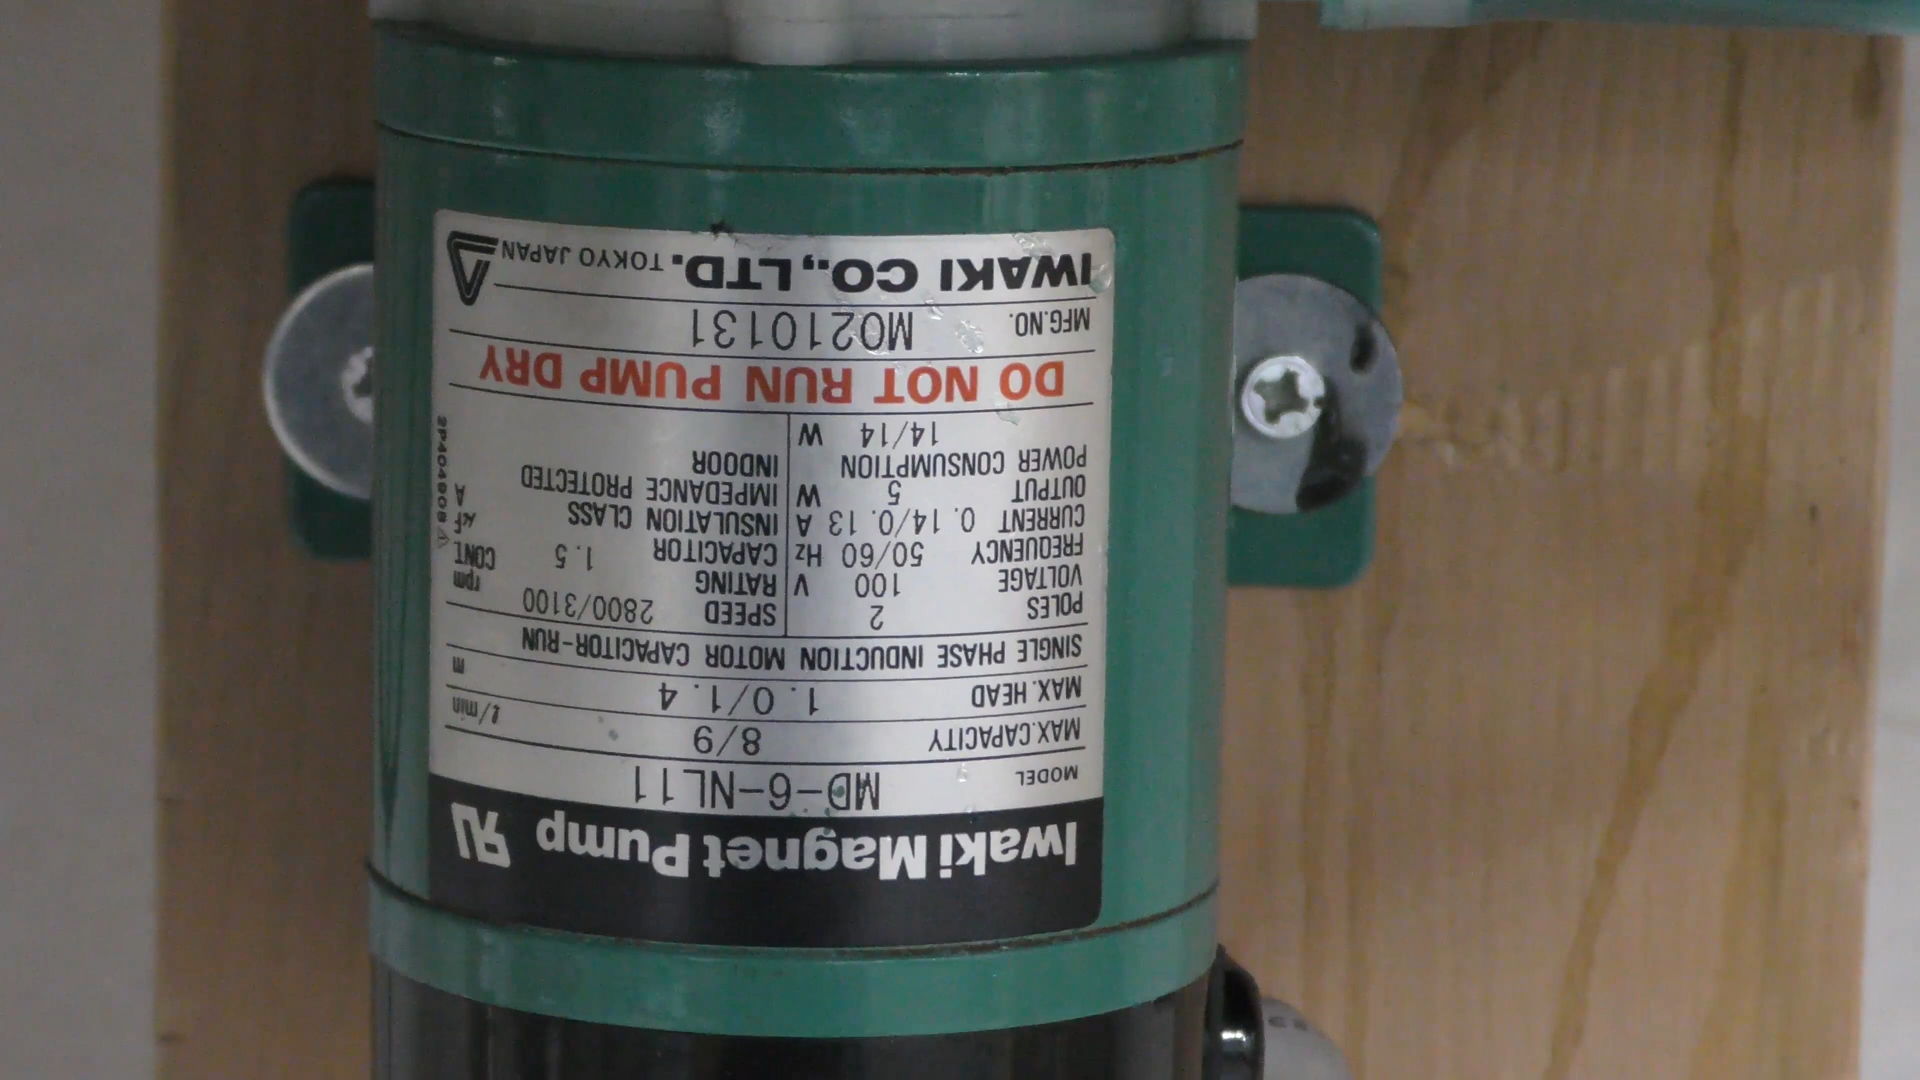 Iwaki Magnet Pump
MODEL MD-6-NL11
MAX.CAPACITY 8/9 ℓ/min
MAX.HEAD 1.0/1.4 m
SINGLE PHASE INDUCTION MOTOR CAPACITOR-RUN
POLES 2 SPEED 2800/3100 rpm
VOLTAGE 100 V RATING CONT.
FREQUENCY 50/60 Hz CAPACITOR 1.5 μF
CURRENT 0.14/0.13 A INSULATION CLASS A
OUTPUT 5 W IMPEDANCE PROTECTED
POWER CONSUMPTION INDOOR
14/14 W
DO NOT RUN PUMP DRY
MFG.NO. M0210131
IWAKI CO.,LTD. TOKYO JAPAN